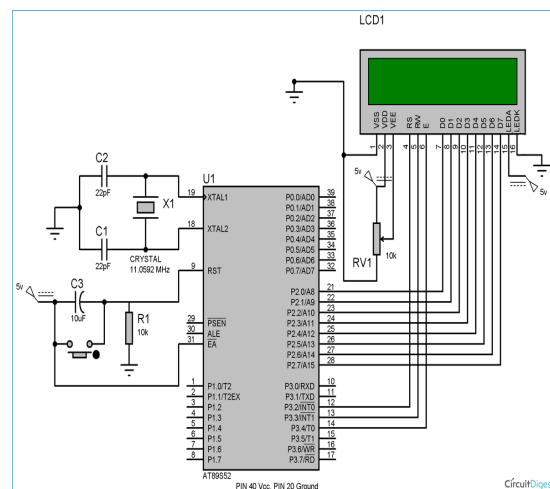 LCD1
VSS
VDD
VEE
RS
RW
E
D0
D1
D2
D3
D4
D5
D6
D7
LEDA
LEDK
1
2
3
4
5
6
7
8
9
10
11
12
13
14
15
16
5v
5v
RV1
10k
C2
22pF
C1
22pF
X1
CRYSTAL
11.0592 MHz
5v
C3
10uF
R1
10k
U1
19 XTAL1
18 XTAL2
9 RST
29 PSEN
30 ALE
31 EA
1 P1.0/T2
2 P1.1/T2EX
3 P1.2
4 P1.3
5 P1.4
6 P1.5
7 P1.6
8 P1.7
P0.0/AD0 39
P0.1/AD1 38
P0.2/AD2 37
P0.3/AD3 36
P0.4/AD4 35
P0.5/AD5 34
P0.6/AD6 33
P0.7/AD7 32
P2.0/A8 21
P2.1/A9 22
P2.2/A10 23
P2.3/A11 24
P2.4/A12 25
P2.5/A13 26
P2.6/A14 27
P2.7/A15 28
P3.0/RXD 10
P3.1/TXD 11
P3.2/INT0 12
P3.3/INT1 13
P3.4/T0 14
P3.5/T1 15
P3.6/WR 16
P3.7/RD 17
AT89S52
PIN 40 Vcc, PIN 20 Ground
CircuitDiges